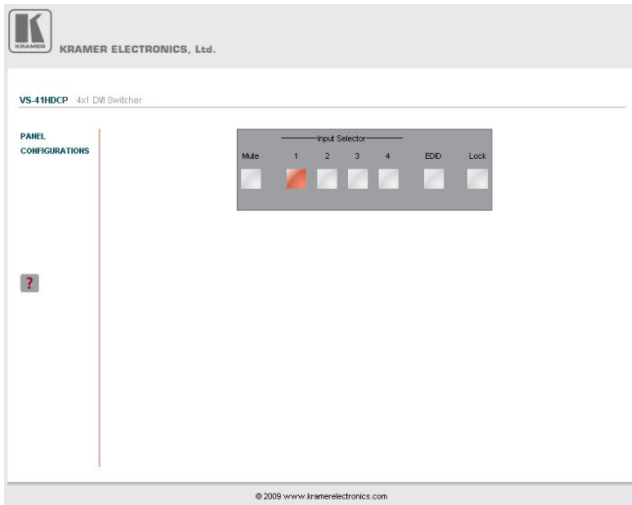 K
KRAMER
KRAMER ELECTRONICS, Ltd.
VS-41HDCP 4x1 DVI Switcher
PANEL
CONFIGURATIONS
Input Selector
Mute 1 2 3 4 EDID Lock
?
© 2009 www.kramerelectronics.com